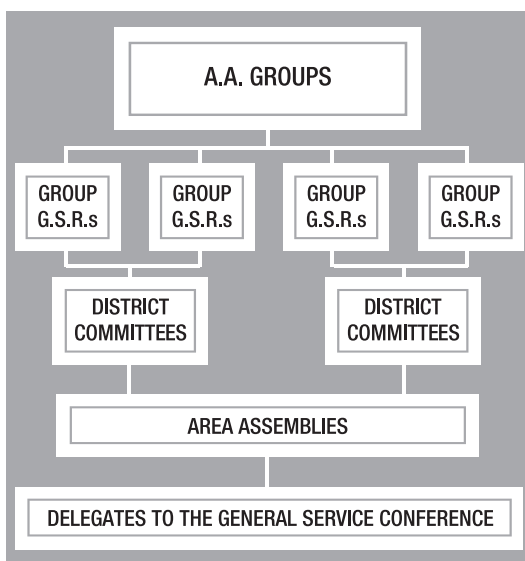 A.A. GROUPS
GROUP
G.S.R.s
GROUP
G.S.R.s
GROUP
G.S.R.s
GROUP
G.S.R.s
DISTRICT
COMMITTEES
DISTRICT
COMMITTEES
AREA ASSEMBLIES
DELEGATES TO THE GENERAL SERVICE CONFERENCE